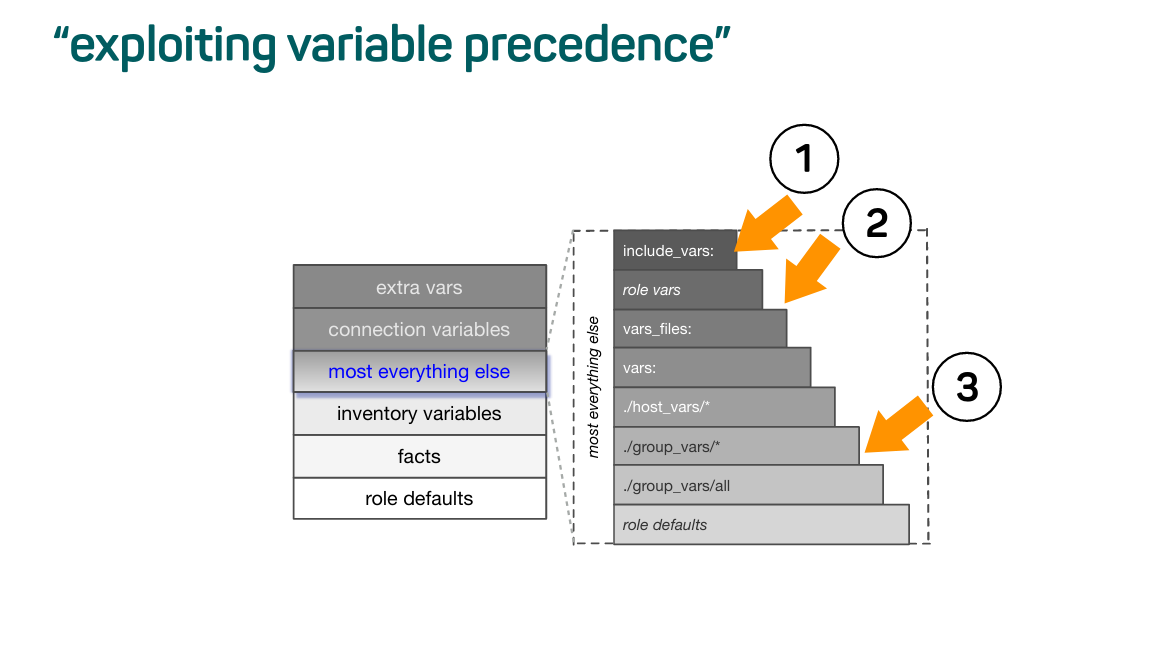 “exploiting variable precedence”
1
2
3
extra vars
connection variables
most everything else
inventory variables
facts
role defaults
most everything else
include_vars:
role vars
vars_files:
vars:
./host_vars/*
./group_vars/*
./group_vars/all
role defaults